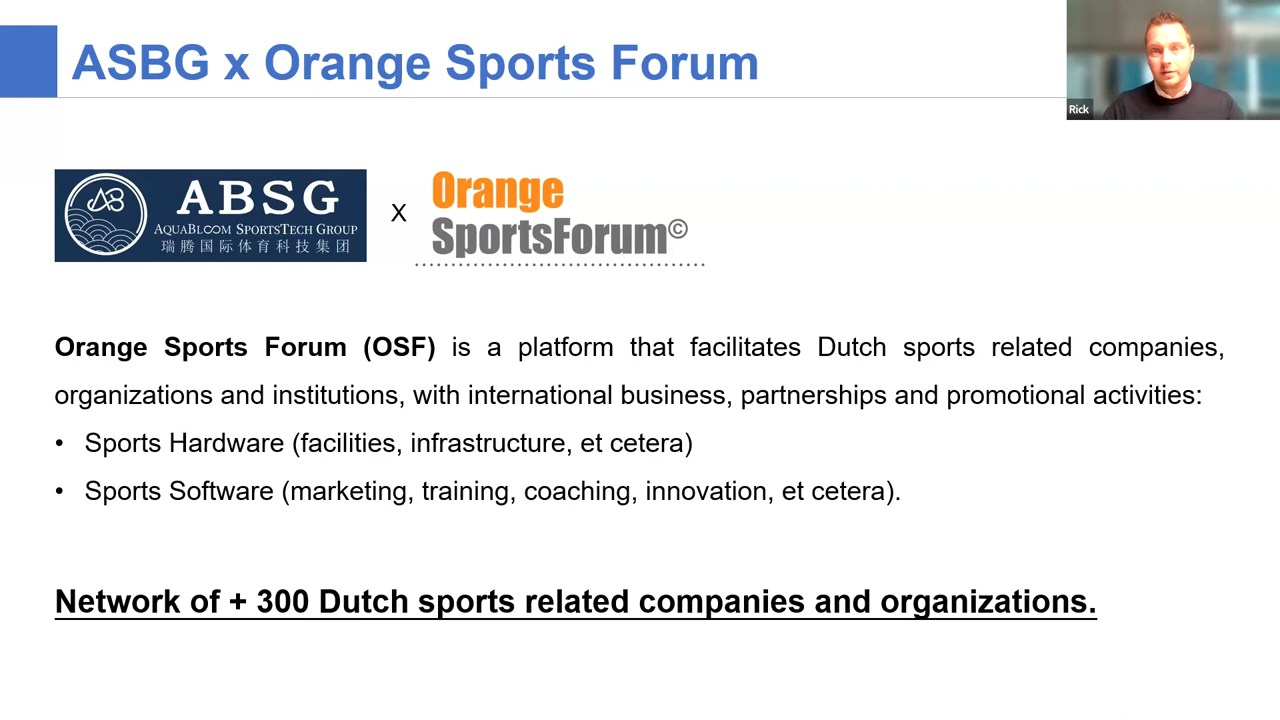 ASBG x Orange Sports Forum
Rick
AB
ABSG
AQUABLOOM SPORTSTECH GROUP
瑞腾国际体育科技集团
X
Orange
SportsForum©
Orange Sports Forum (OSF) is a platform that facilitates Dutch sports related companies,
organizations and institutions, with international business, partnerships and promotional activities:
• Sports Hardware (facilities, infrastructure, et cetera)
• Sports Software (marketing, training, coaching, innovation, et cetera).
Network of + 300 Dutch sports related companies and organizations.